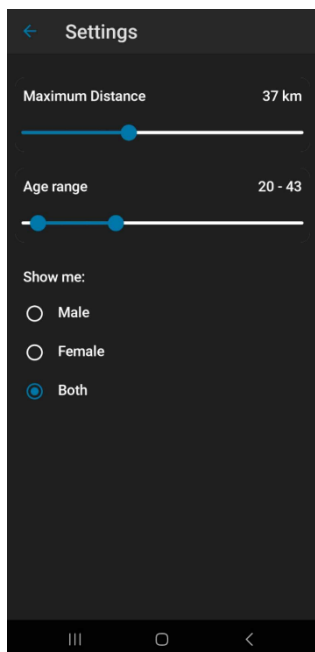 Settings
Maximum Distance 37 km
Age range 20 - 43
Show me:
Male
Female
Both